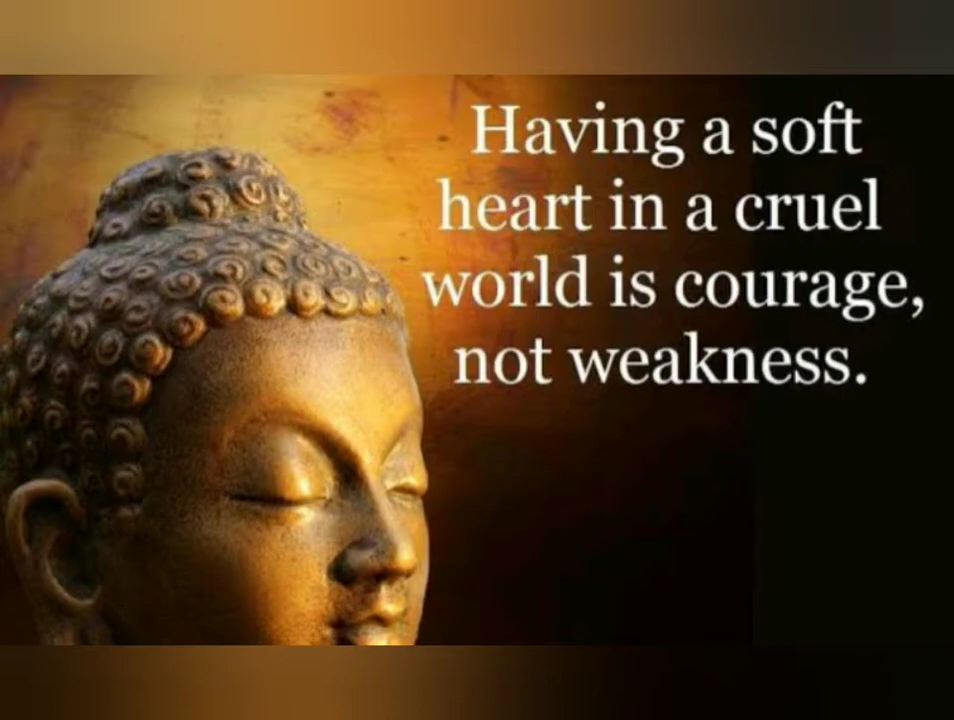 Having a soft
heart in a cruel
world is courage,
not weakness.